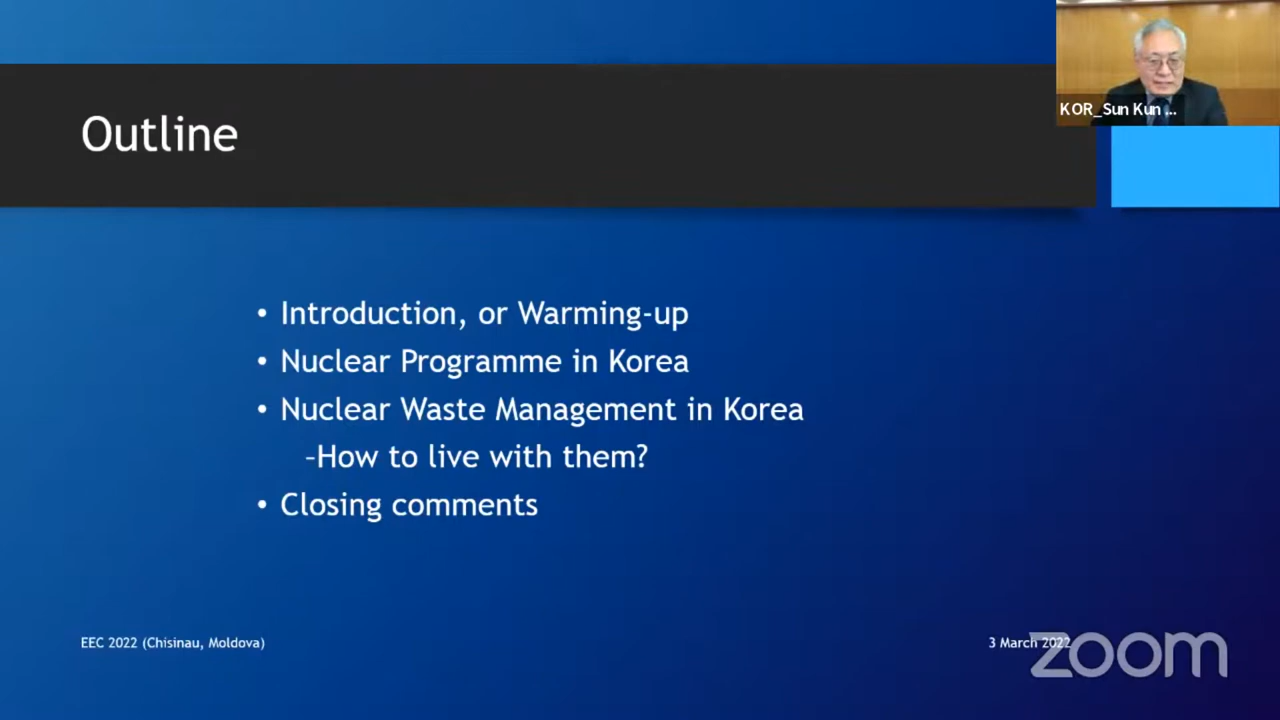 KOR_Sun Kun ...
Outline
• Introduction, or Warming-up
• Nuclear Programme in Korea
• Nuclear Waste Management in Korea
–How to live with them?
• Closing comments
EEC 2022 (Chisinau, Moldova)
3 March 2022
zoom